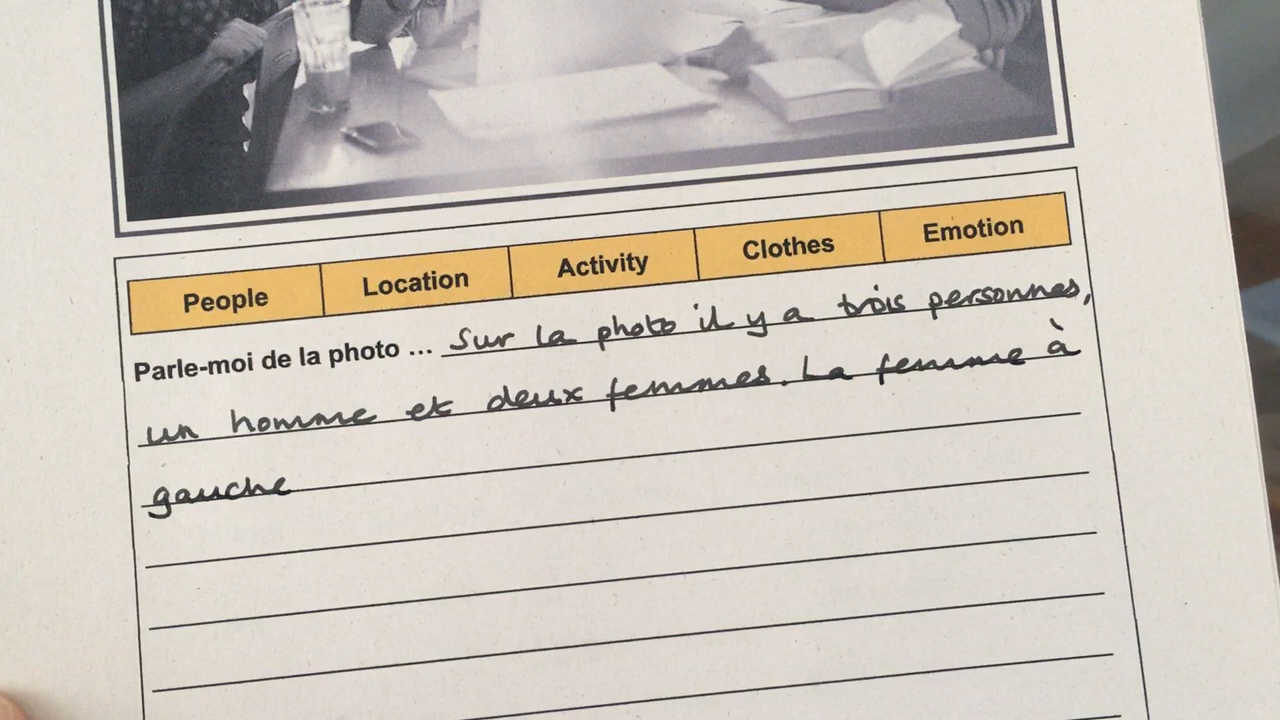 People Location Activity Clothes Emotion
Parle-moi de la photo ... Sur la photo il y a trois personnes,
un homme et deux femmes. La femme à
gauche